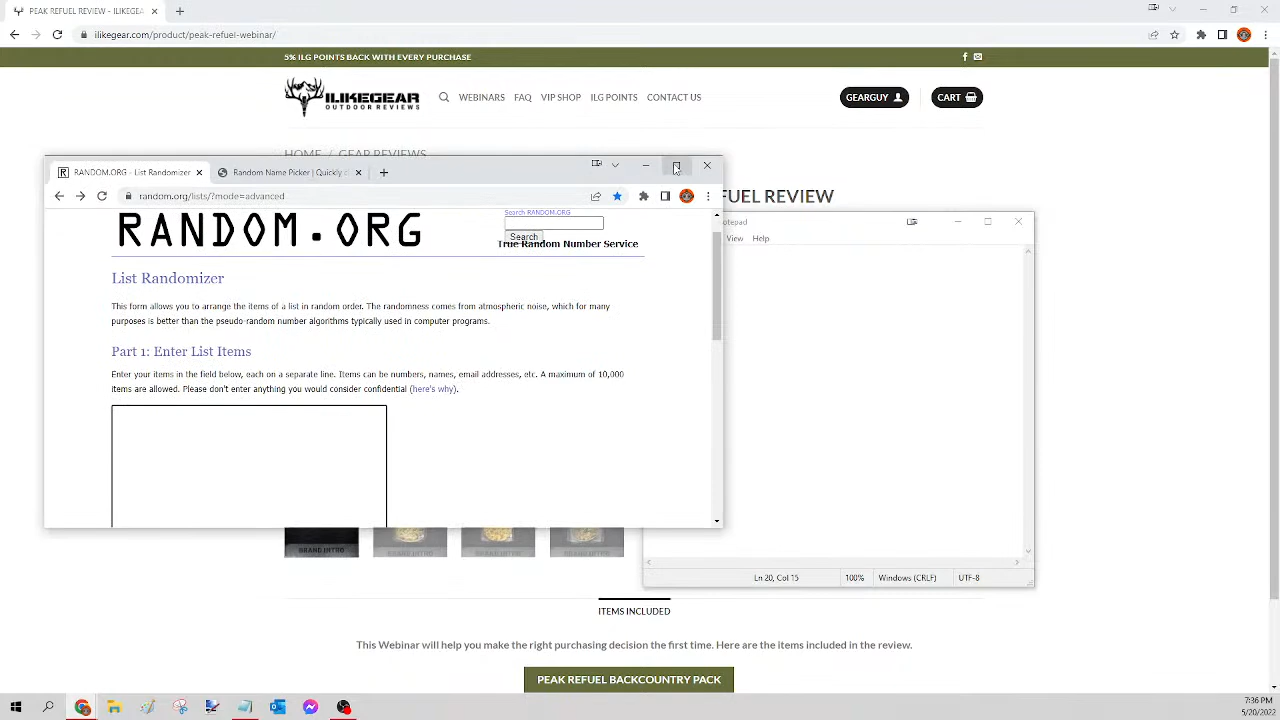 PEAK REFUEL REVIEW - ILIKEGEAR
ilikegear.com/product/peak-refuel-webinar/
5% ILG POINTS BACK WITH EVERY PURCHASE
ILIKEGEAR
OUTDOOR REVIEWS
WEBINARS
FAQ
VIP SHOP
ILG POINTS
CONTACT US
GEARGUY
CART
HOME / GEAR REVIEWS
RANDOM.ORG - List Randomizer
Random Name Picker | Quickly
random.org/lists/?mode=advanced
RANDOM.ORG
Search RANDOM.ORG
Search
True Random Number Service
List Randomizer
This form allows you to arrange the items of a list in random order. The randomness comes from atmospheric noise, which for many
purposes is better than the pseudo-random number algorithms typically used in computer programs.
Part 1: Enter List Items
Enter your items in the field below, each on a separate line. Items can be numbers, names, email addresses, etc. A maximum of 10,000
items are allowed. Please don't enter anything you would consider confidential (here's why).
FUEL REVIEW
otepad
View
Help
Ln 20, Col 15
100%
Windows (CRLF)
UTF-8
BRAND INTRO
BRAND INTRO
BRAND INTRO
BRAND INTRO
ITEMS INCLUDED
This Webinar will help you make the right purchasing decision the first time. Here are the items included in the review.
PEAK REFUEL BACKCOUNTRY PACK
7:36 PM
5/20/2022